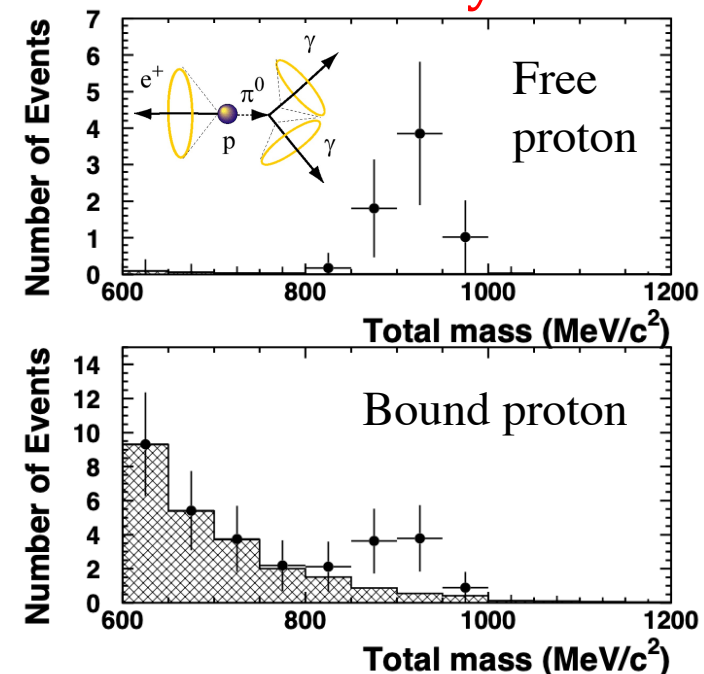 y
7
6
5
4
3
2
1
0
Number of Events
e+
p
π0
γ
γ
Free
proton
600
800
1000
1200
Total mass (MeV/c2)
14
12
10
8
6
4
2
0
Number of Events
Bound proton
600
800
1000
1200
Total mass (MeV/c2)